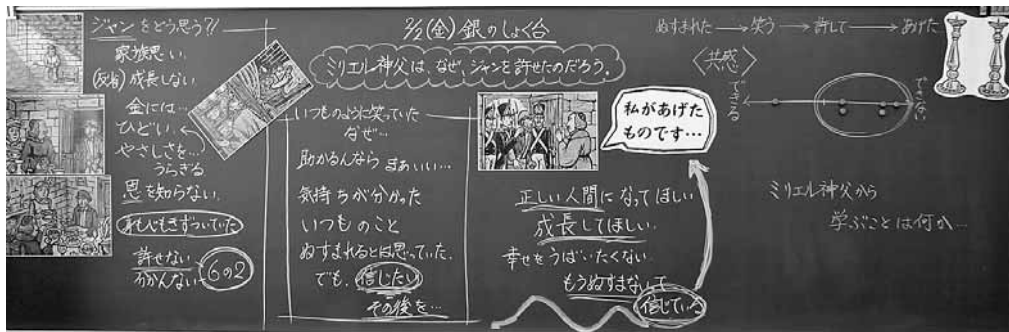 ジャンをどう思う?!
家族思い。
(反省)成長しない
金には…
ひどい。
やさしさを…
うらぎる
恩を知らない。
許せない
分かんない
6の2
2/2(金)銀のしょく台
ミリエル神父は、なぜ、ジャンを許せたのだろう。
いつものように笑っていた
なぜ…
助かるんなら まぁいい…
気持ちが分かった
いつものこと
ぬすまれるとは思っていた。
でも、信じたい
その後を…
私があげた
ものです…
正しい人間になってほしい
成長してほしい
幸せをうばいたくない
もうぬすまないって
信じている
ぬすまれた→笑う→許して→あげた
〈共感〉
できる
できない
ミリエル神父から
学ぶことは何か…